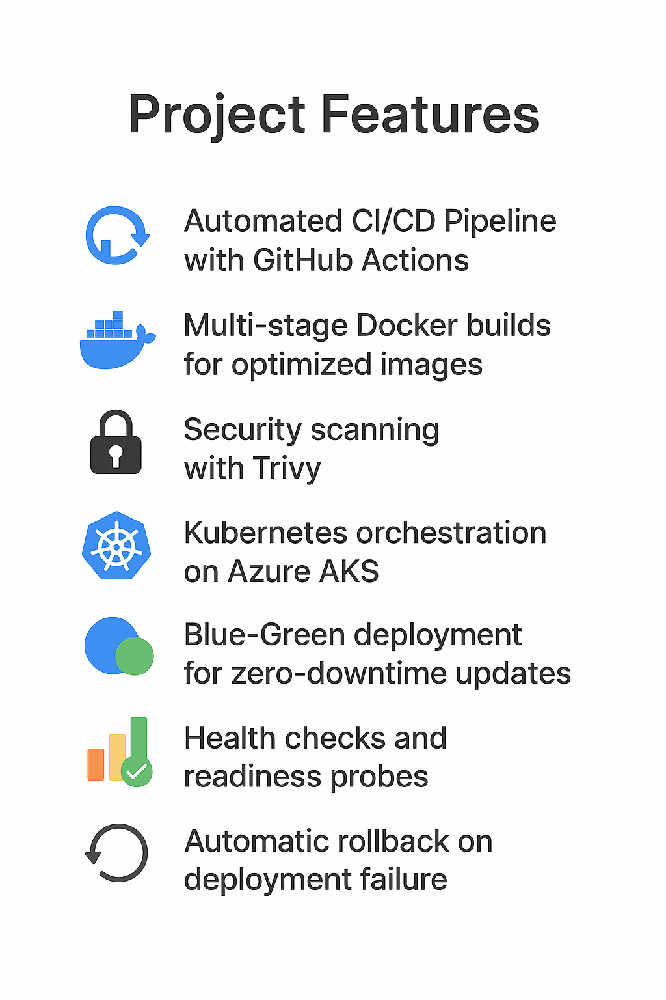 Project Features
Automated CI/CD Pipeline
with GitHub Actions
Multi-stage Docker builds
for optimized images
Security scanning
with Trivy
Kubernetes orchestration
on Azure AKS
Blue-Green deployment
for zero-downtime updates
Health checks and
readiness probes
Automatic rollback on
deployment failure